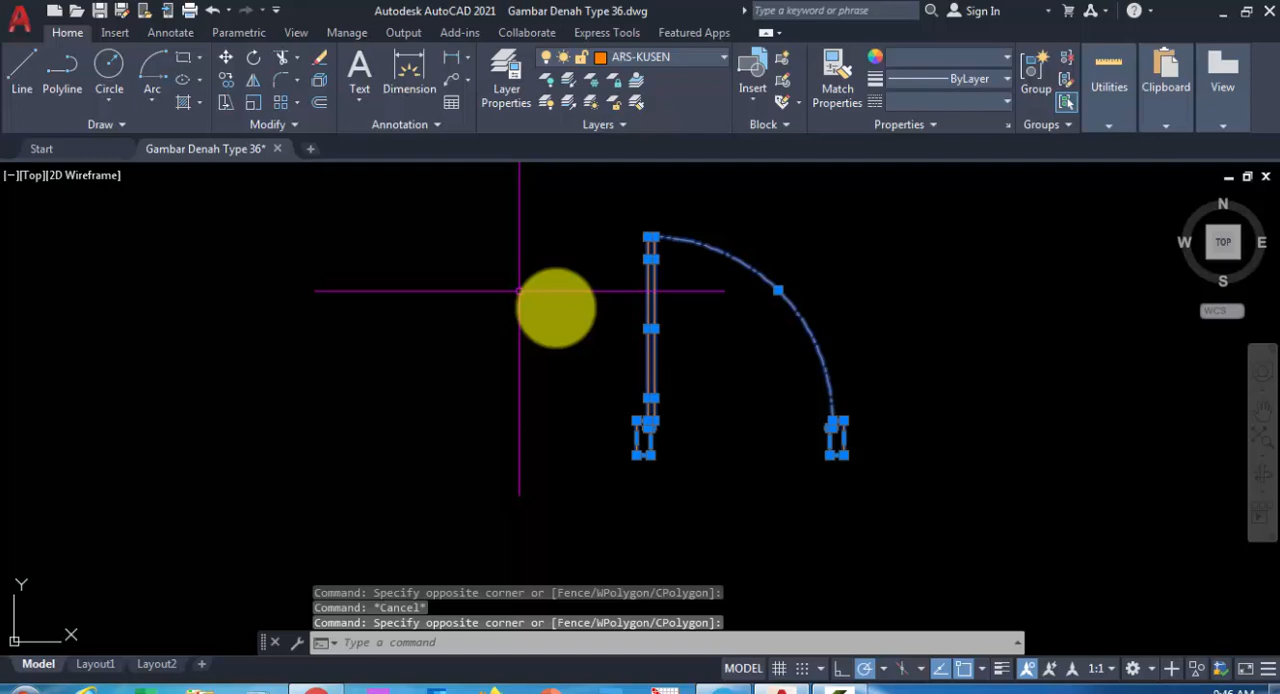 Autodesk AutoCAD 2021 Gambar Denah Type 36.dwg
Type a keyword or phrase
Sign In
Home Insert Annotate Parametric View Manage Output Add-ins Collaborate Express Tools Featured Apps
Line Polyline Circle Arc
Text Dimension
Layer Properties
ARS-KUSEN
Insert
Match Properties
ByLayer
Group
Utilities
Clipboard
View
Draw Modify Annotation Layers Block Properties Groups
Start
Gambar Denah Type 36*
[−][Top][2D Wireframe]
N
W TOP E
S
WCS
Y
X
Command: Specify opposite corner or [Fence/WPolygon/CPolygon]:
Command: *Cancel*
Command: Specify opposite corner or [Fence/WPolygon/CPolygon]:
Type a command
Model Layout1 Layout2
MODEL
1:1